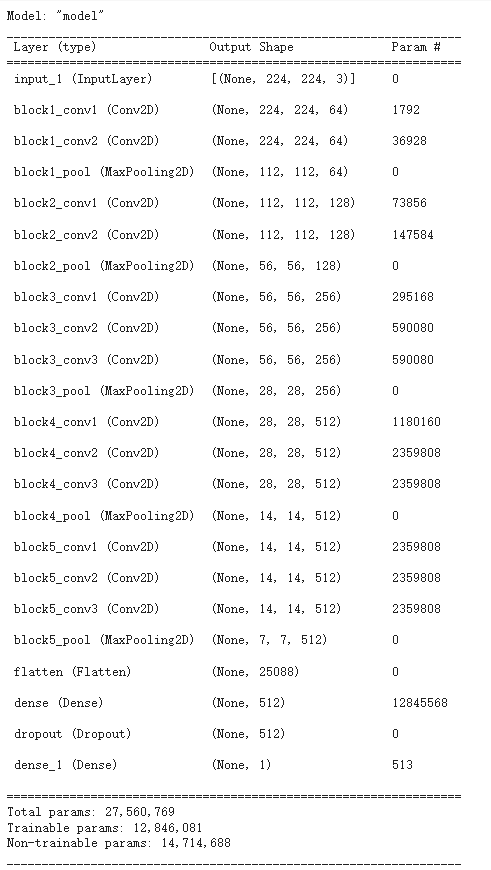 Model: "model"
_________________________________________________________________
Layer (type)                 Output Shape              Param #
=================================================================
input_1 (InputLayer)         [(None, 224, 224, 3)]     0
block1_conv1 (Conv2D)        (None, 224, 224, 64)      1792
block1_conv2 (Conv2D)        (None, 224, 224, 64)      36928
block1_pool (MaxPooling2D)   (None, 112, 112, 64)      0
block2_conv1 (Conv2D)        (None, 112, 112, 128)     73856
block2_conv2 (Conv2D)        (None, 112, 112, 128)     147584
block2_pool (MaxPooling2D)   (None, 56, 56, 128)       0
block3_conv1 (Conv2D)        (None, 56, 56, 256)       295168
block3_conv2 (Conv2D)        (None, 56, 56, 256)       590080
block3_conv3 (Conv2D)        (None, 56, 56, 256)       590080
block3_pool (MaxPooling2D)   (None, 28, 28, 256)       0
block4_conv1 (Conv2D)        (None, 28, 28, 512)       1180160
block4_conv2 (Conv2D)        (None, 28, 28, 512)       2359808
block4_conv3 (Conv2D)        (None, 28, 28, 512)       2359808
block4_pool (MaxPooling2D)   (None, 14, 14, 512)       0
block5_conv1 (Conv2D)        (None, 14, 14, 512)       2359808
block5_conv2 (Conv2D)        (None, 14, 14, 512)       2359808
block5_conv3 (Conv2D)        (None, 14, 14, 512)       2359808
block5_pool (MaxPooling2D)   (None, 7, 7, 512)         0
flatten (Flatten)            (None, 25088)             0
dense (Dense)                (None, 512)               12845568
dropout (Dropout)            (None, 512)               0
dense_1 (Dense)              (None, 1)                 513
=================================================================
Total params: 27,560,769
Trainable params: 12,846,081
Non-trainable params: 14,714,688
_________________________________________________________________